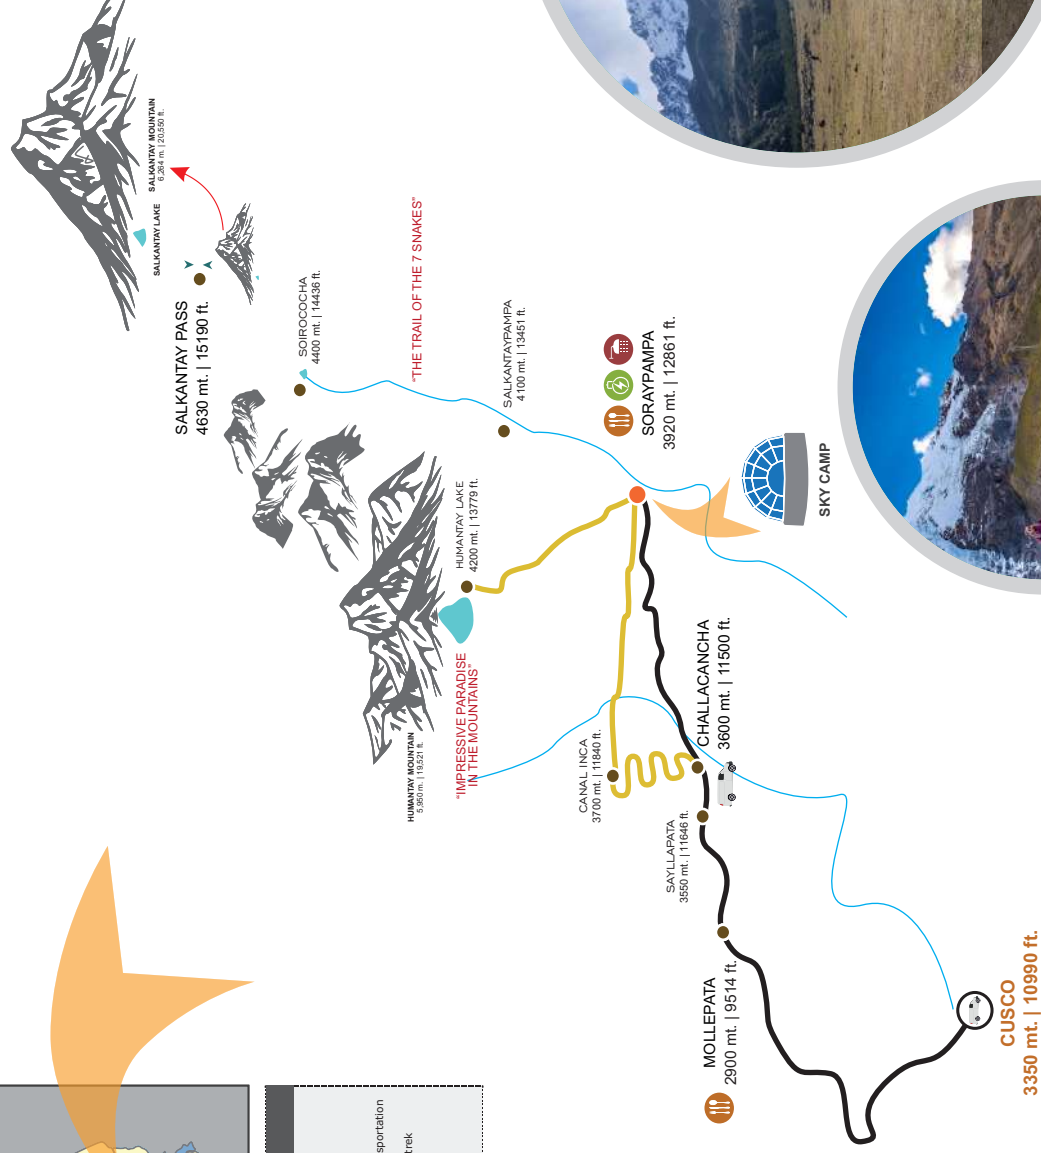 SALKANTAY MOUNTAIN
6,264 m. | 20,550 ft.
SALKANTAY LAKE
SALKANTAY PASS
4630 mt. | 15190 ft.
SOIROCOCHA
4400 mt. | 14436 ft.
"THE TRAIL OF THE 7 SNAKES"
SALKANTAYPAMPA
4100 mt. | 13451 ft.
SORAYPAMPA
3920 mt. | 12861 ft.
SKY CAMP
HUMANTAY LAKE
4200 mt. | 13779 ft.
"IMPRESSIVE PARADISE
IN THE MOUNTAINS"
HUMANTAY MOUNTAIN
5,950 m. | 19,521 ft.
CANAL INCA
3700 mt. | 11840 ft.
CHALLACANCHA
3600 mt. | 11500 ft.
SAYLLAPATA
3550 mt. | 11646 ft.
MOLLEPATA
2900 mt. | 9514 ft.
CUSCO
3350 mt. | 10990 ft.
sportation
trek